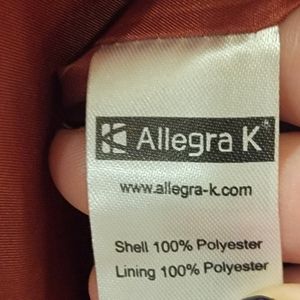 Allegra K
www.allegra-k.com
Shell 100% Polyester
Lining 100% Polyester